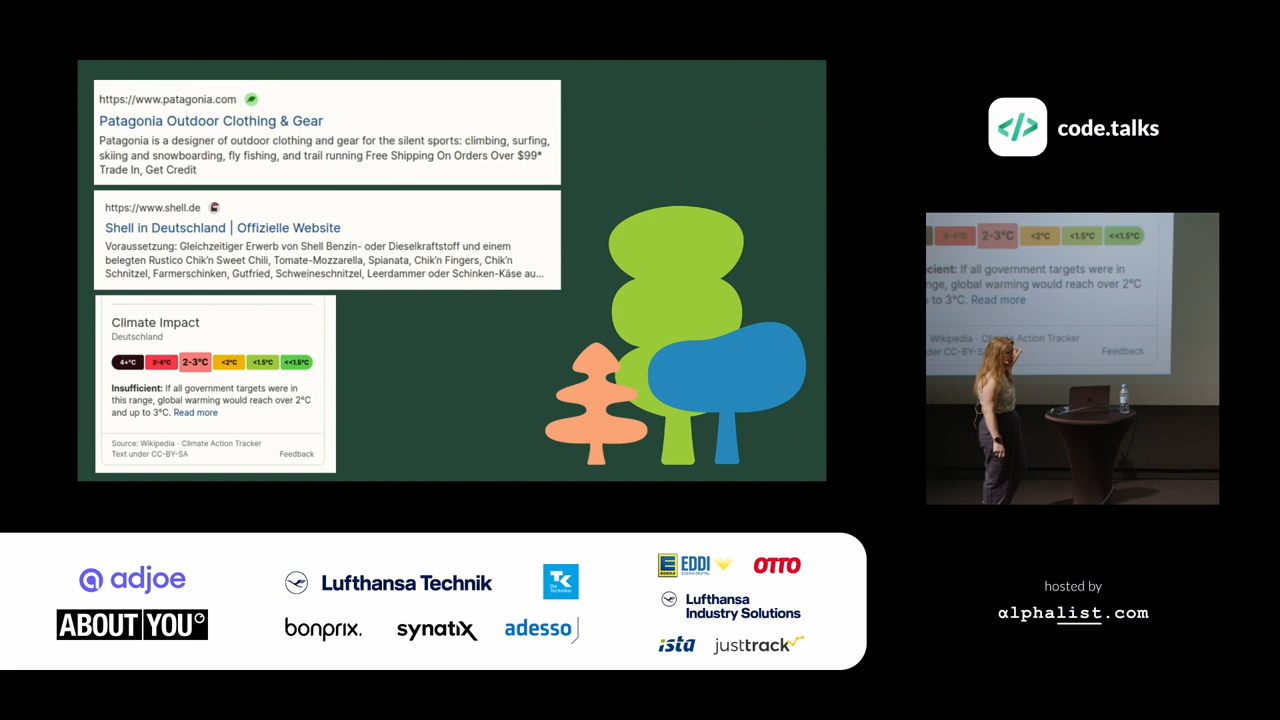 https://www.patagonia.com
Patagonia Outdoor Clothing & Gear
Patagonia is a designer of outdoor clothing and gear for the silent sports: climbing, surfing,
skiing and snowboarding, fly fishing, and trail running Free Shipping On Orders Over $99*
Trade In, Get Credit
https://www.shell.de
Shell in Deutschland | Offizielle Website
Voraussetzung: Gleichzeitiger Erwerb von Shell Benzin- oder Dieselkraftstoff und einem
belegten Rustico Chik'n Sweet Chili, Tomate-Mozzarella, Spianata, Chik'n Fingers, Chik'n
Schnitzel, Farmerschinken, Gutfried, Schweineschnitzel, Leerdammer oder Schinken-Käse au...
Climate Impact
Deutschland
4+°C 3-4°C 2-3°C <2°C <1.5°C <<1.5°C
Insufficient: If all government targets were in
this range, global warming would reach over 2°C
and up to 3°C. Read more
Source: Wikipedia · Climate Action Tracker
Text under CC-BY-SA Feedback
code.talks
3-4°C 2-3°C <2°C <1.5°C <<1.5°C
cient: If all government targets were in
nge, global warming would reach over 2°C
to 3°C. Read more
Wikipedia · Climate Action Tracker
der CC-BY-SA Feedback
adjoe
ABOUT YOU
Lufthansa Technik
TK
Die
Techniker
bonprix.
synatix
adesso
EDEKA
EDDI
EDEKA DIGITAL
OTTO
Lufthansa
Industry Solutions
ista
justtrack
hosted by
alphalist.com